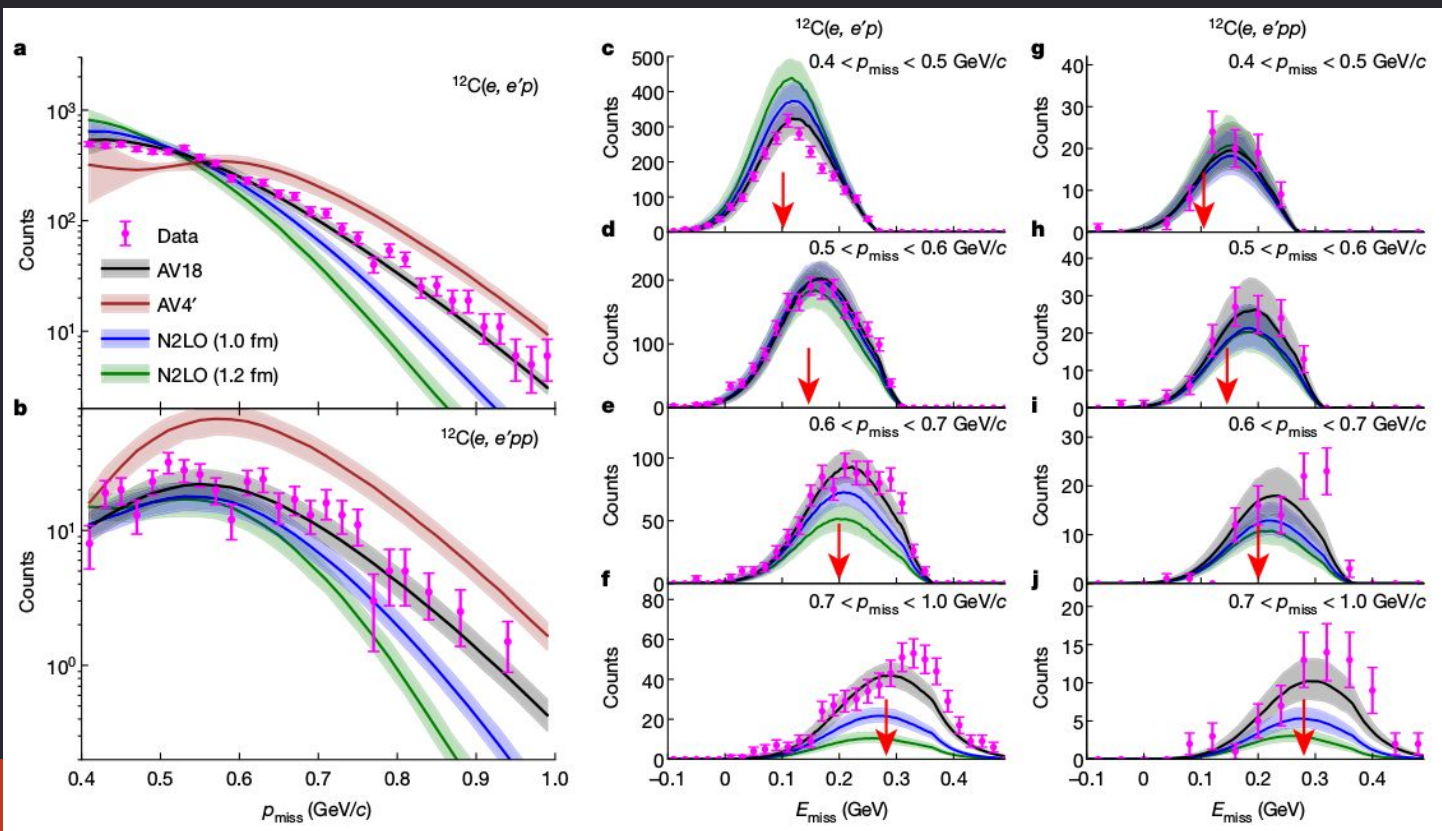 a
¹²C(e, e′p)
10³
10²
10¹
Counts
Data
AV18
AV4′
N2LO (1.0 fm)
N2LO (1.2 fm)
b
¹²C(e, e′pp)
10¹
10⁰
Counts
0.4 0.5 0.6 0.7 0.8 0.9 1.0
p_miss (GeV/c)
¹²C(e, e′p)
c
0.4 < p_miss < 0.5 GeV/c
500
400
300
200
100
0
Counts
d
0.5 < p_miss < 0.6 GeV/c
200
100
0
Counts
e
0.6 < p_miss < 0.7 GeV/c
100
50
0
Counts
f
0.7 < p_miss < 1.0 GeV/c
80
60
40
20
0
Counts
−0.1 0 0.1 0.2 0.3 0.4
E_miss (GeV)
¹²C(e, e′pp)
g
0.4 < p_miss < 0.5 GeV/c
40
30
20
10
0
Counts
h
0.5 < p_miss < 0.6 GeV/c
40
30
20
10
0
Counts
i
0.6 < p_miss < 0.7 GeV/c
30
20
10
0
Counts
j
0.7 < p_miss < 1.0 GeV/c
20
15
10
5
0
Counts
−0.1 0 0.1 0.2 0.3 0.4
E_miss (GeV)